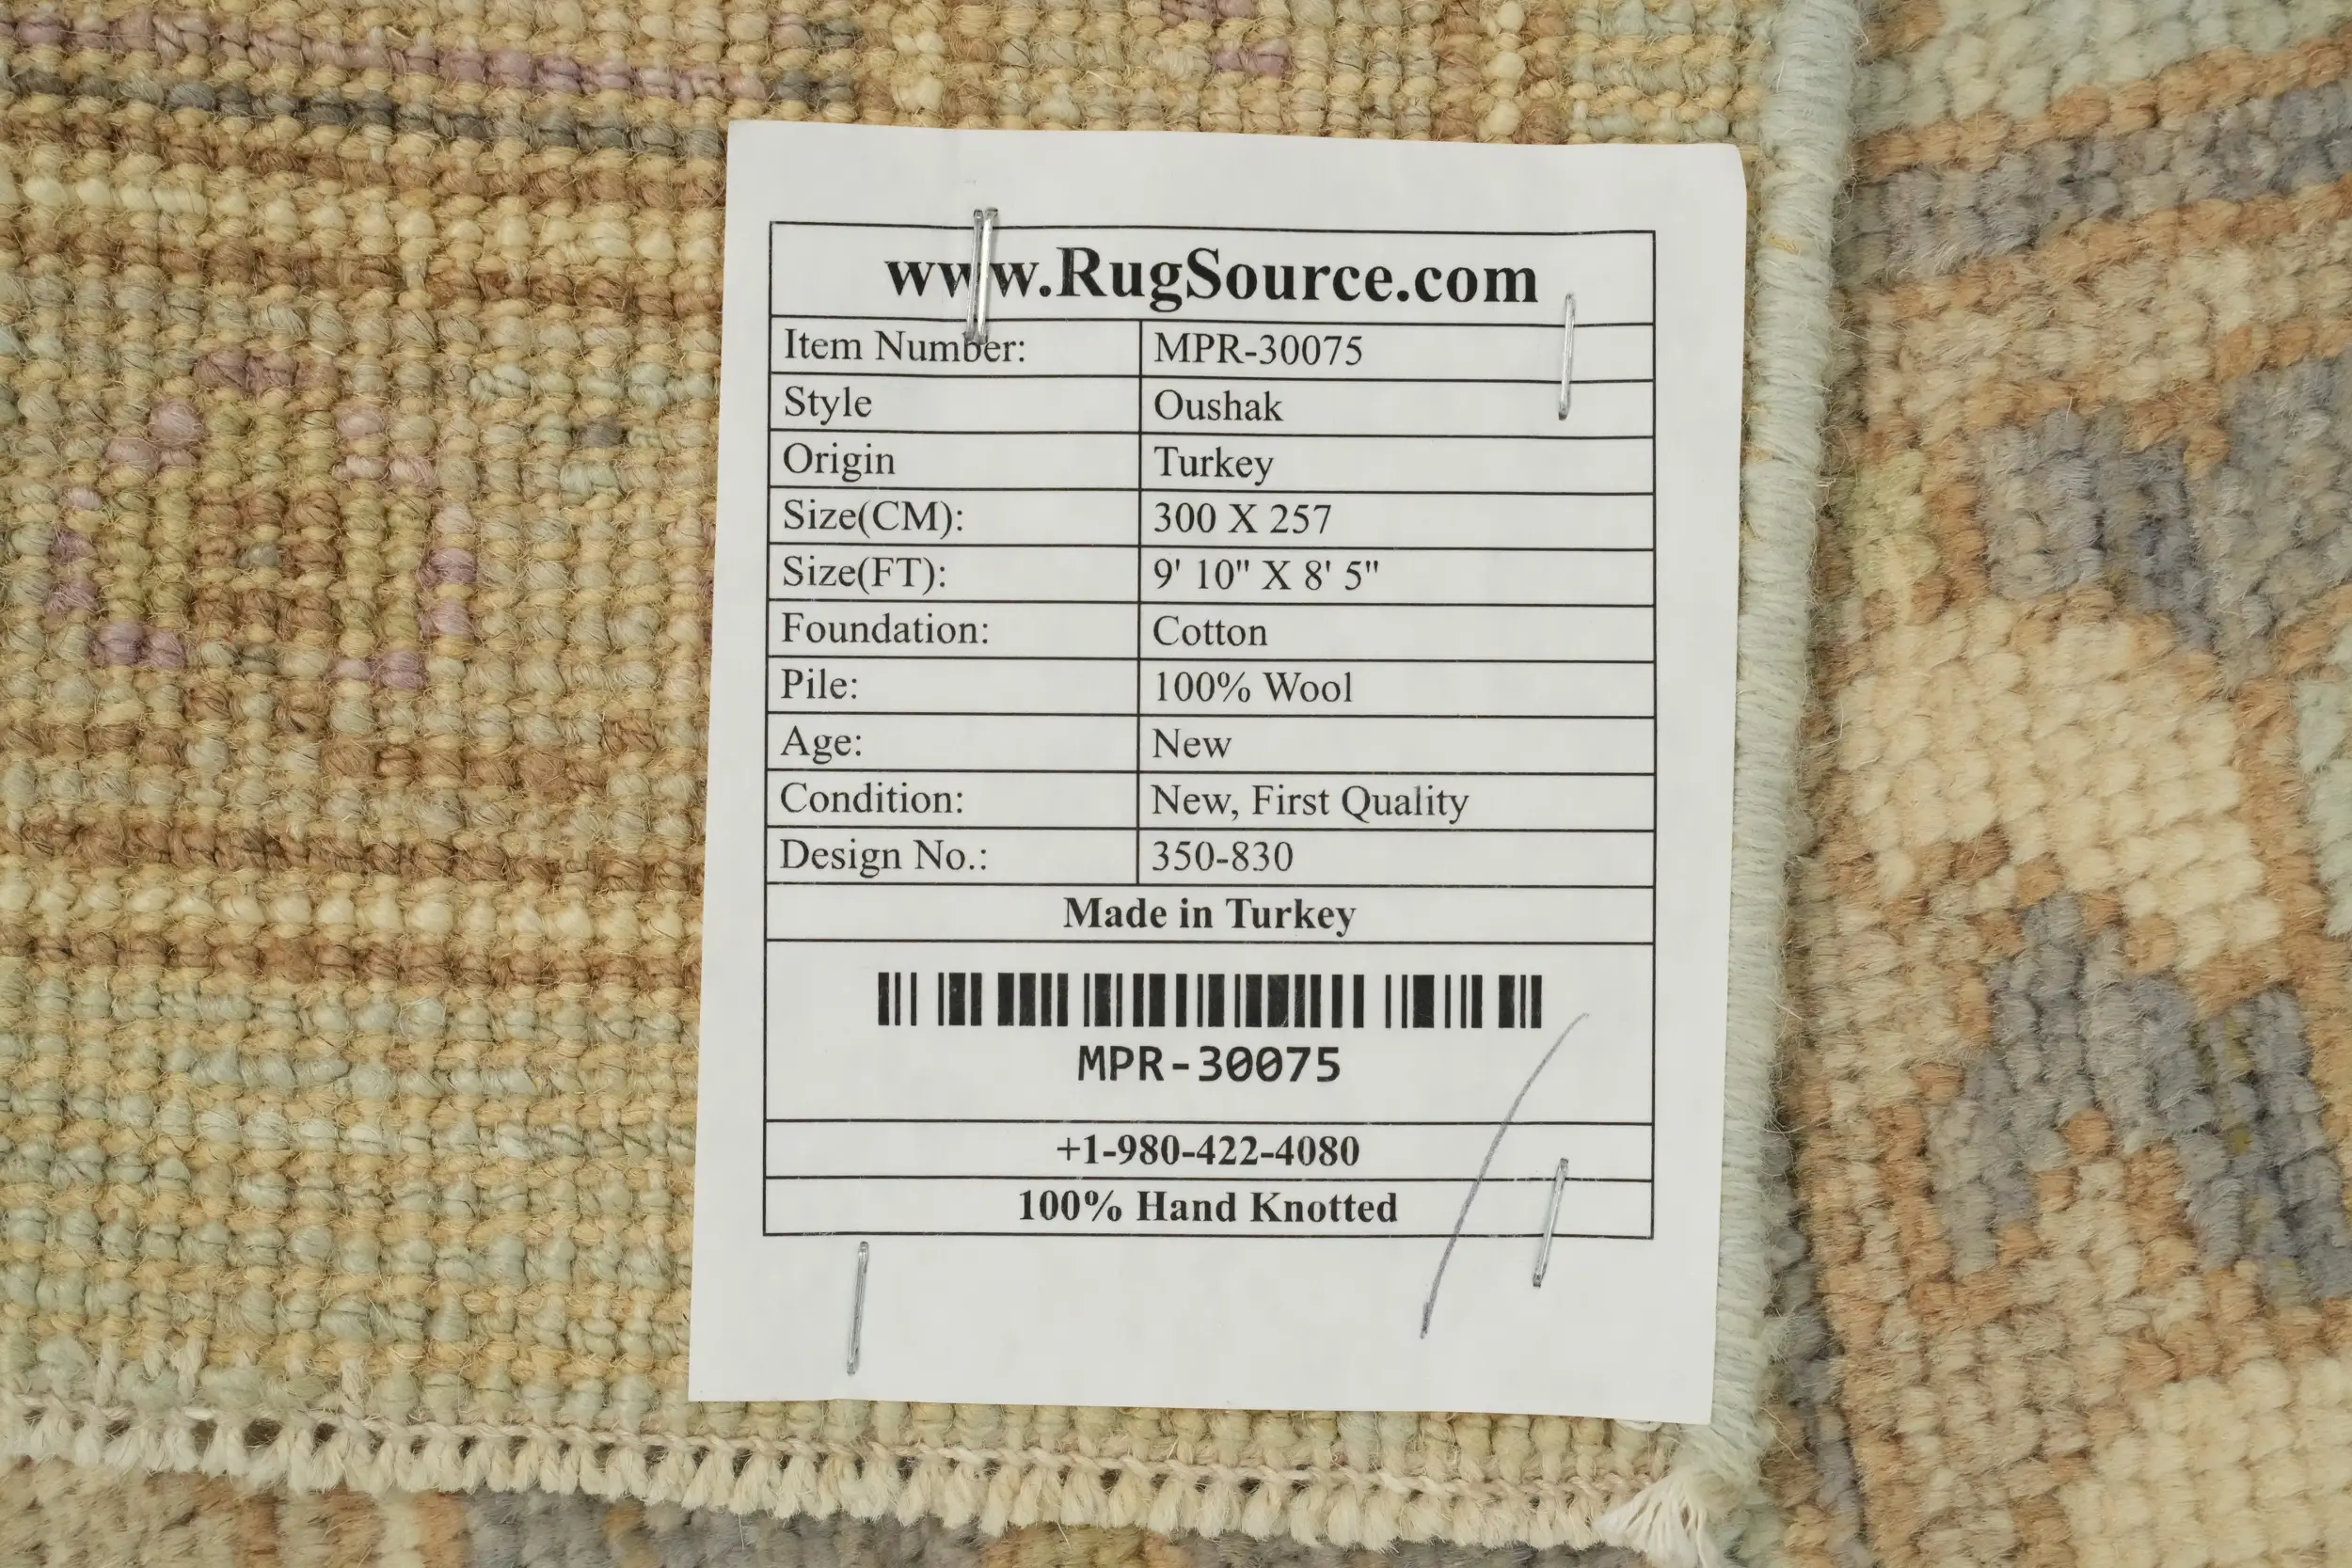 www.RugSource.com
Item Number: MPR-30075
Style Oushak
Origin Turkey
Size(CM): 300 X 257
Size(FT): 9' 10" X 8' 5"
Foundation: Cotton
Pile: 100% Wool
Age: New
Condition: New, First Quality
Design No.: 350-830
Made in Turkey
MPR-30075
+1-980-422-4080
100% Hand Knotted